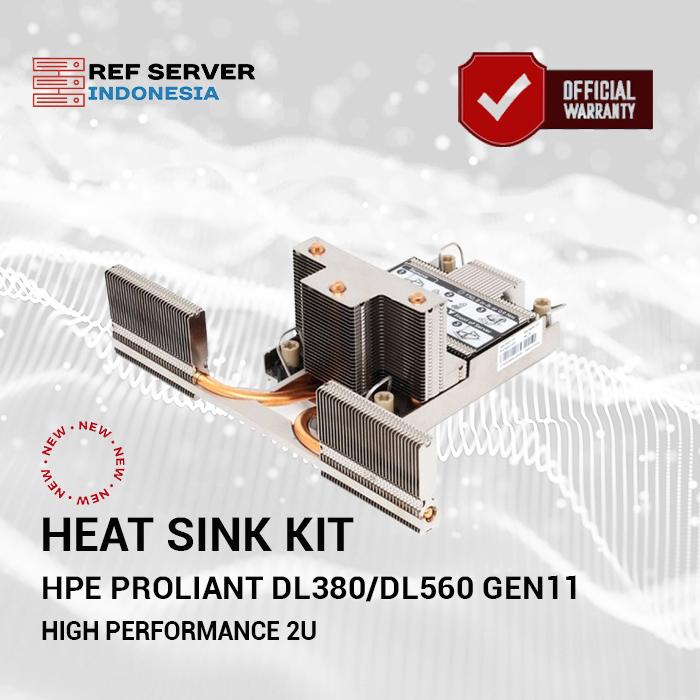 REF SERVER
INDONESIA
OFFICIAL
WARRANTY
NEW • NEW • NEW • NEW • NEW •
HEAT SINK KIT
HPE PROLIANT DL380/DL560 GEN11
HIGH PERFORMANCE 2U